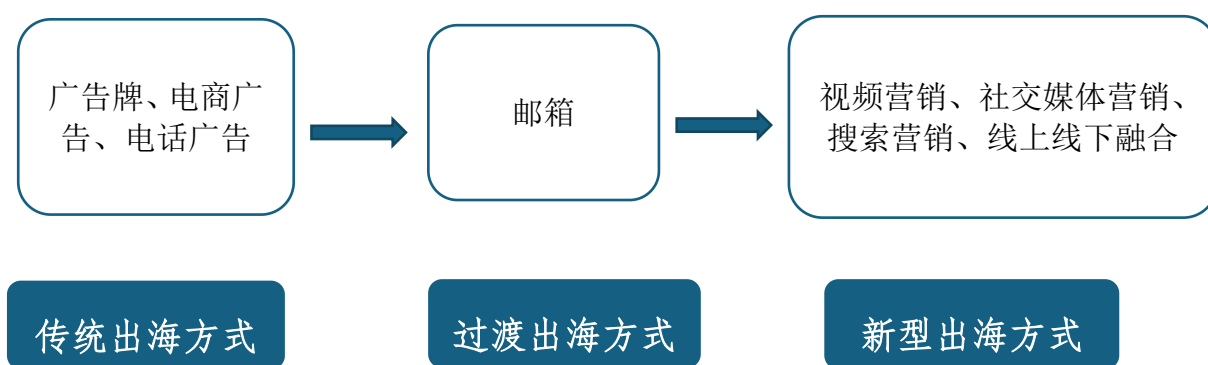 广告牌、电商广
告、电话广告
邮箱
视频营销、社交媒体营销、
搜索营销、线上线下融合
传统出海方式
过渡出海方式
新型出海方式